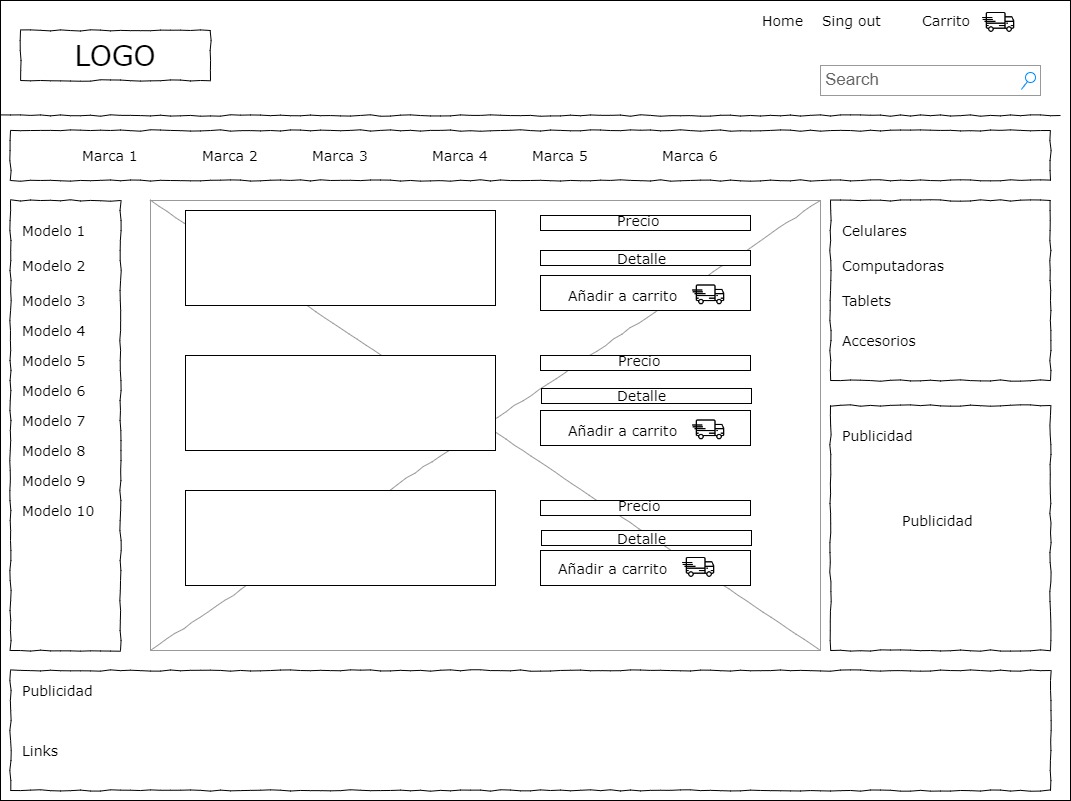 Home Sing out Carrito
LOGO
Search
Marca 1 Marca 2 Marca 3 Marca 4 Marca 5 Marca 6
Modelo 1
Modelo 2
Modelo 3
Modelo 4
Modelo 5
Modelo 6
Modelo 7
Modelo 8
Modelo 9
Modelo 10
Precio
Detalle
Añadir a carrito
Precio
Detalle
Añadir a carrito
Precio
Detalle
Añadir a carrito
Celulares
Computadoras
Tablets
Accesorios
Publicidad
Publicidad
Publicidad
Links